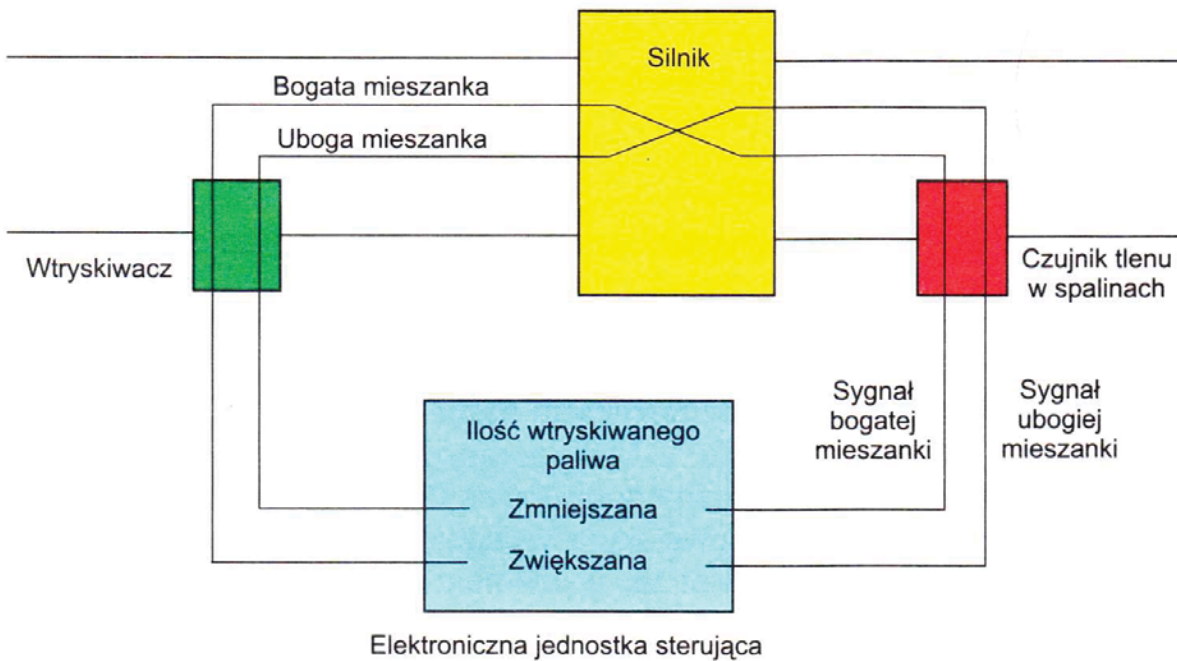 Silnik
Bogata mieszanka
Uboga mieszanka
Wtryskiwacz
Czujnik tlenu
w spalinach
Sygnał
bogatej
mieszanki
Sygnał
ubogiej
mieszanki
Ilość wtryskiwanego
paliwa
Zmniejszana
Zwiększana
Elektroniczna jednostka sterująca